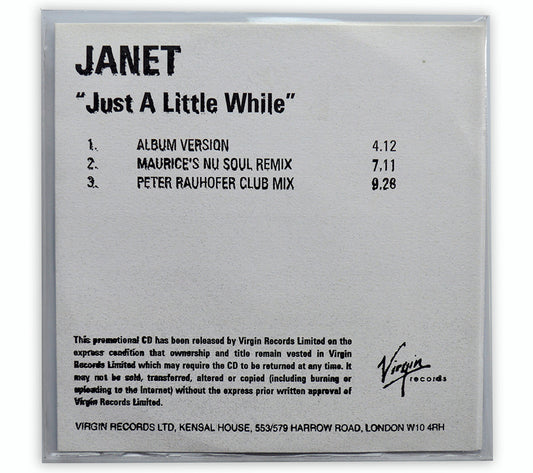 JANET
“Just A Little While”
1. ALBUM VERSION 4.12
2. MAURICE'S NU SOUL REMIX 7,11
3. PETER RAUHOFER CLUB MIX 9.28
This promotional CD has been released by Virgin Records Limited on the
express condition that ownership and title remain vested in Virgin
Records Limited which may require the CD to be returned at any time. It
may not be sold, transferred, altered or copied (including burning or
uploading to the Internet) without the express prior written approval of
Virgin Records Limited.
Virgin records
VIRGIN RECORDS LTD, KENSAL HOUSE, 553/579 HARROW ROAD, LONDON W10 4RH